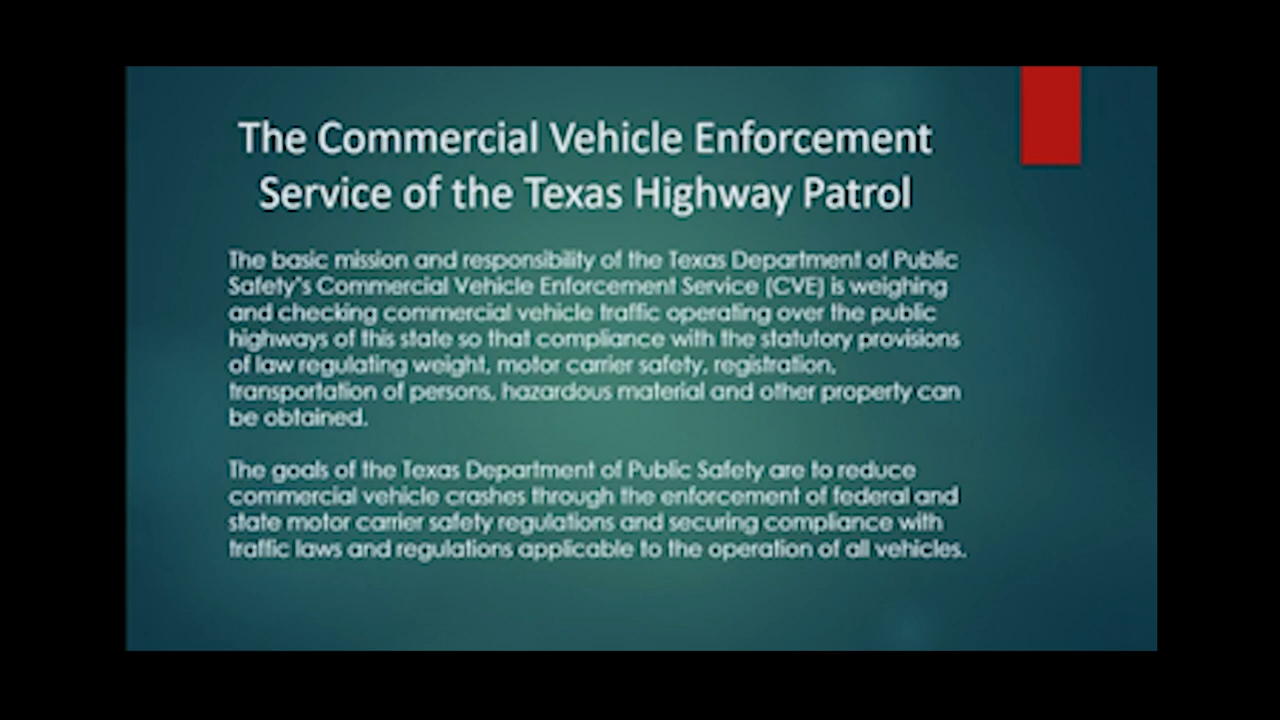 The Commercial Vehicle Enforcement
Service of the Texas Highway Patrol
The basic mission and responsibility of the Texas Department of Public
Safety's Commercial Vehicle Enforcement Service (CVE) is weighing
and checking commercial vehicle traffic operating over the public
highways of this state so that compliance with the statutory provisions
of law regulating weight, motor carrier safety, registration,
transportation of persons, hazardous material and other property can
be obtained.
The goals of the Texas Department of Public Safety are to reduce
commercial vehicle crashes through the enforcement of federal and
state motor carrier safety regulations and securing compliance with
traffic laws and regulations applicable to the operation of all vehicles.